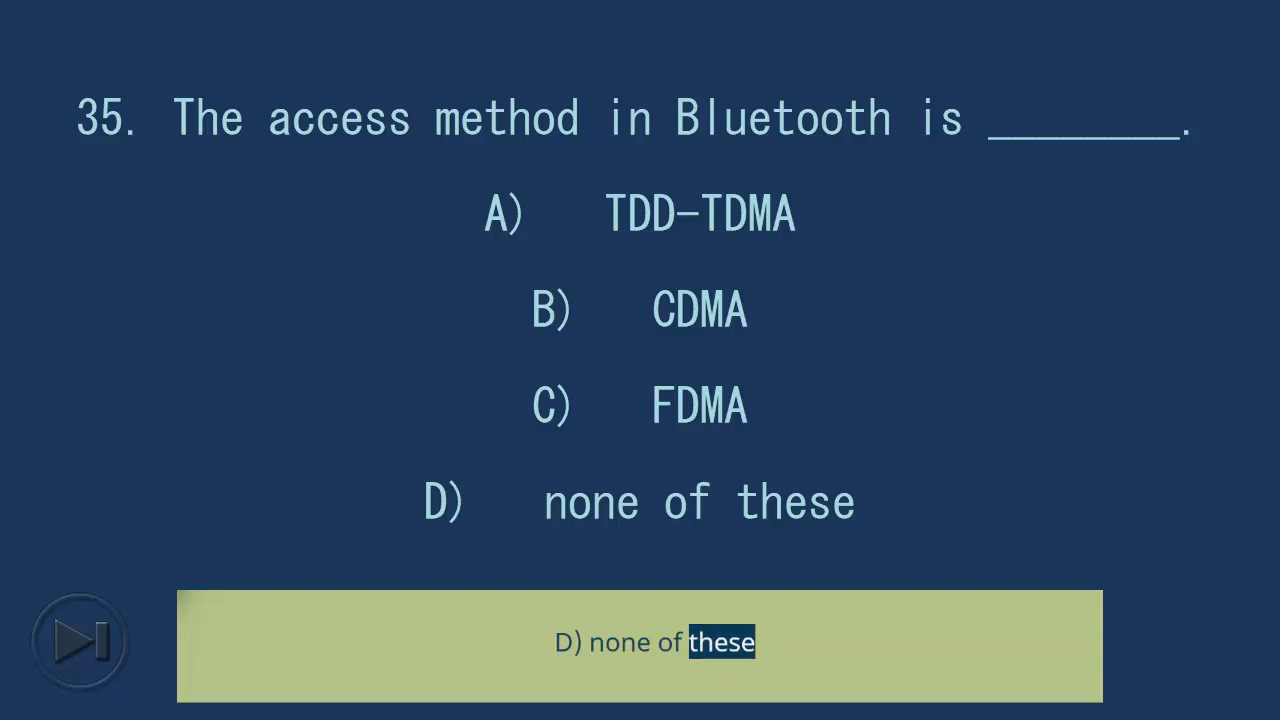 35. The access method in Bluetooth is ________.
A) TDD-TDMA
B) CDMA
C) FDMA
D) none of these
D) none of these